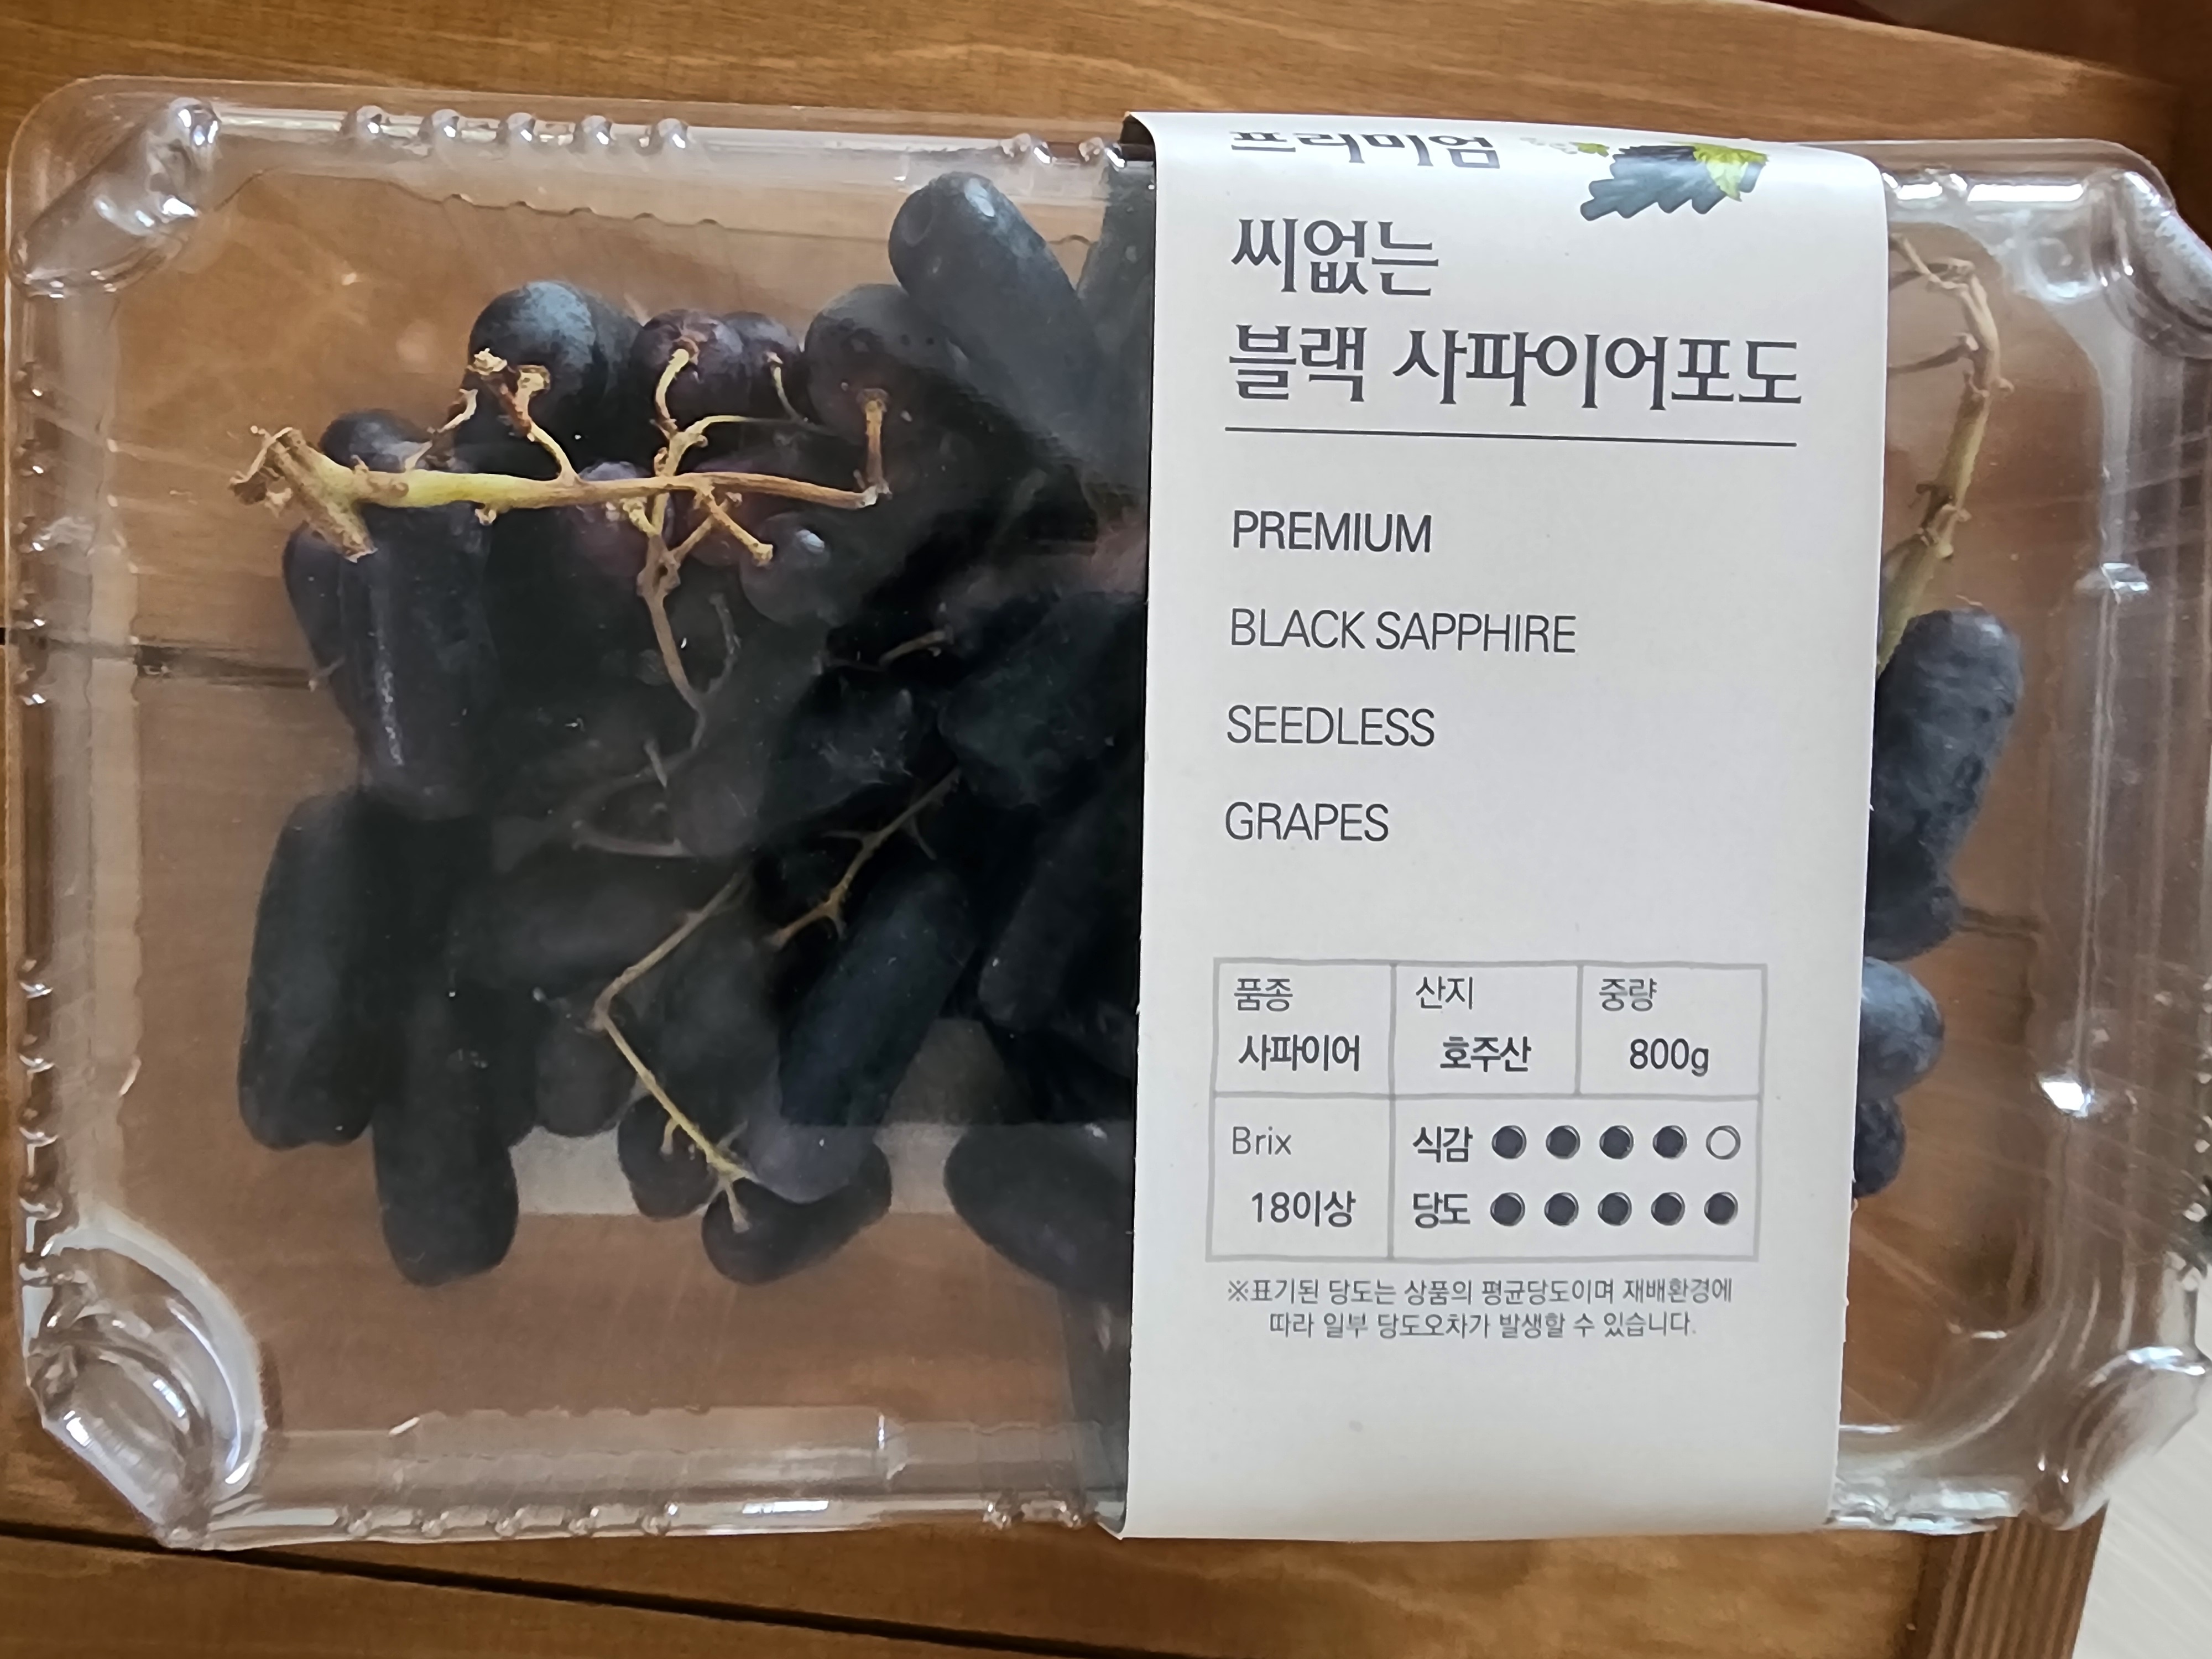 프리미엄
씨없는
블랙 사파이어포도
PREMIUM
BLACK SAPPHIRE
SEEDLESS
GRAPES
품종 산지 중량
사파이어 호주산 800g
Brix 식감 ●●●●○
18이상 당도 ●●●●●
※표기된 당도는 상품의 평균당도이며 재배환경에
따라 일부 당도오차가 발생할 수 있습니다.